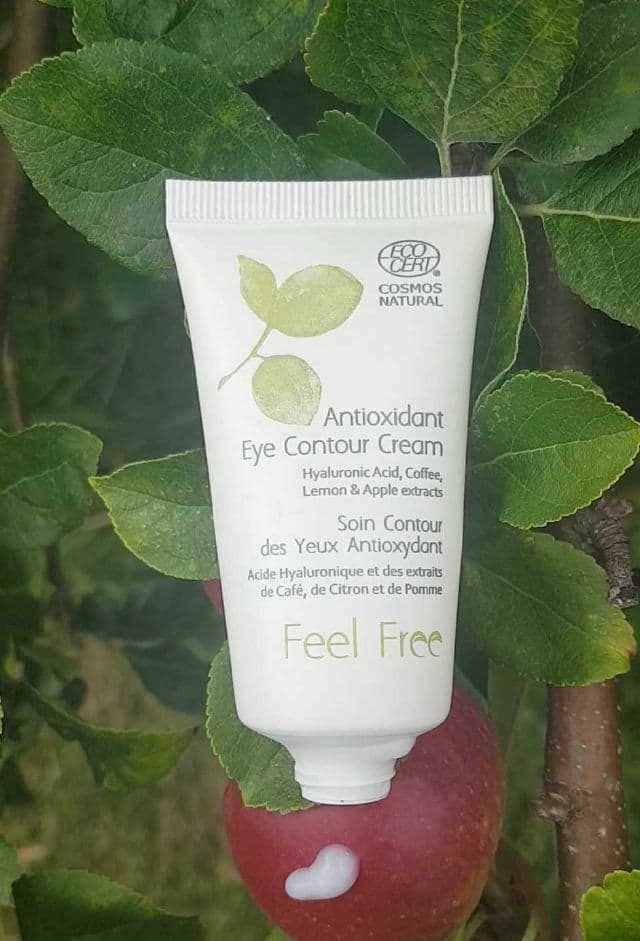 ECO
CERT®
COSMOS
NATURAL
Antioxidant
Eye Contour Cream
Hyaluronic Acid, Coffee,
Lemon & Apple extracts
Soin Contour
des Yeux Antioxydant
Acide Hyaluronique et des extraits
de Café, de Citron et de Pomme
Feel Free